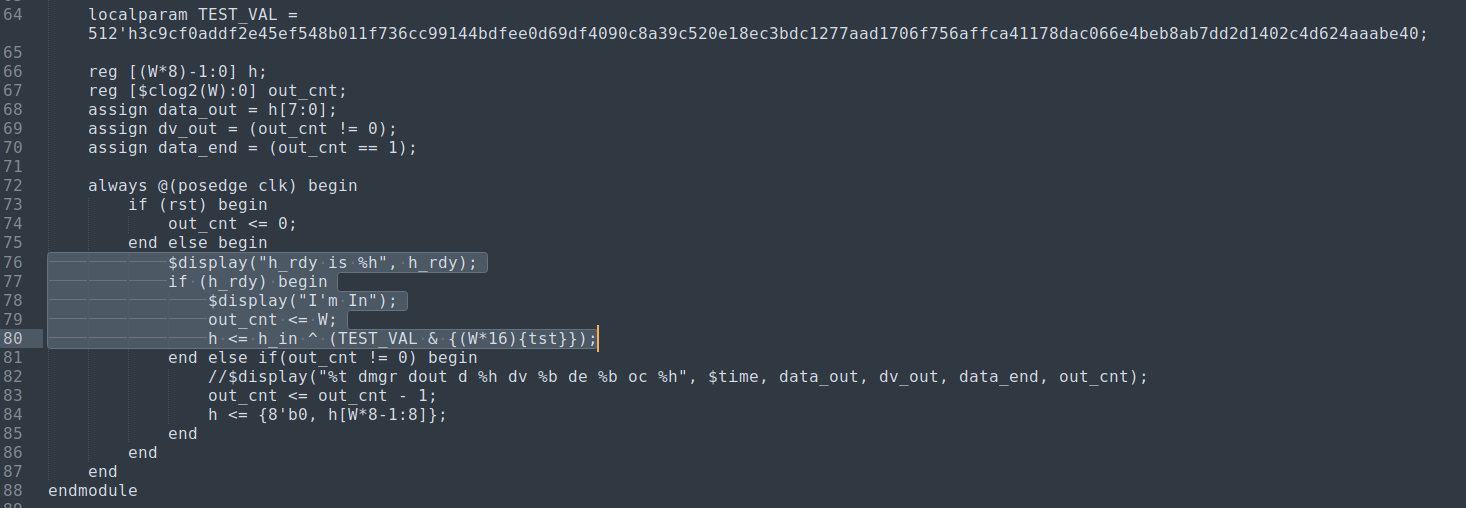 64 localparam TEST_VAL =
512'h3c9cf0addf2e45ef548b011f736cc99144bdfee0d69df4090c8a39c520e18ec3bdc1277aad1706f756affca41178dac066e4beb8ab7dd2d1402c4d624aaabe40;
65
66 reg [(W*8)-1:0] h;
67 reg [$clog2(W):0] out_cnt;
68 assign data_out = h[7:0];
69 assign dv_out = (out_cnt != 0);
70 assign data_end = (out_cnt == 1);
71
72 always @(posedge clk) begin
73 if (rst) begin
74 out_cnt <= 0;
75 end else begin
76 $display("h_rdy is %h", h_rdy);
77 if (h_rdy) begin
78 $display("I'm In");
79 out_cnt <= W;
80 h <= h_in ^ (TEST_VAL & {(W*16){tst}});
81 end else if(out_cnt != 0) begin
82 //$display("%t dmgr dout d %h dv %b de %b oc %h", $time, data_out, dv_out, data_end, out_cnt);
83 out_cnt <= out_cnt - 1;
84 h <= {8'b0, h[W*8-1:8]};
85 end
86 end
87 end
88 endmodule